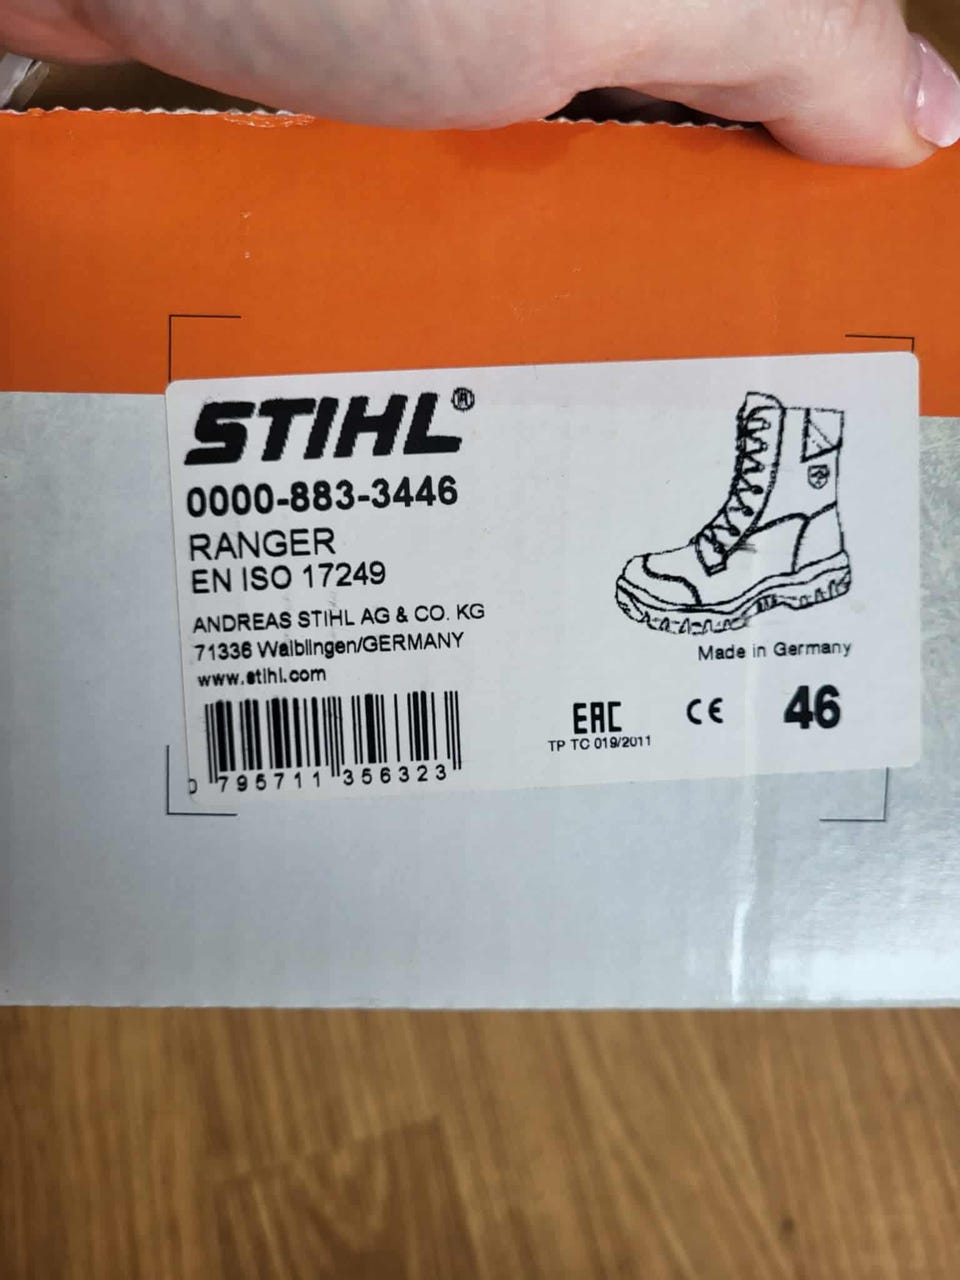 STIHL®
0000-883-3446
RANGER
EN ISO 17249
ANDREAS STIHL AG & CO. KG
71336 Waiblingen/GERMANY
www.stihl.com
0 795711 356323
Made in Germany
EAC
TP TC 019/2011
CE
46